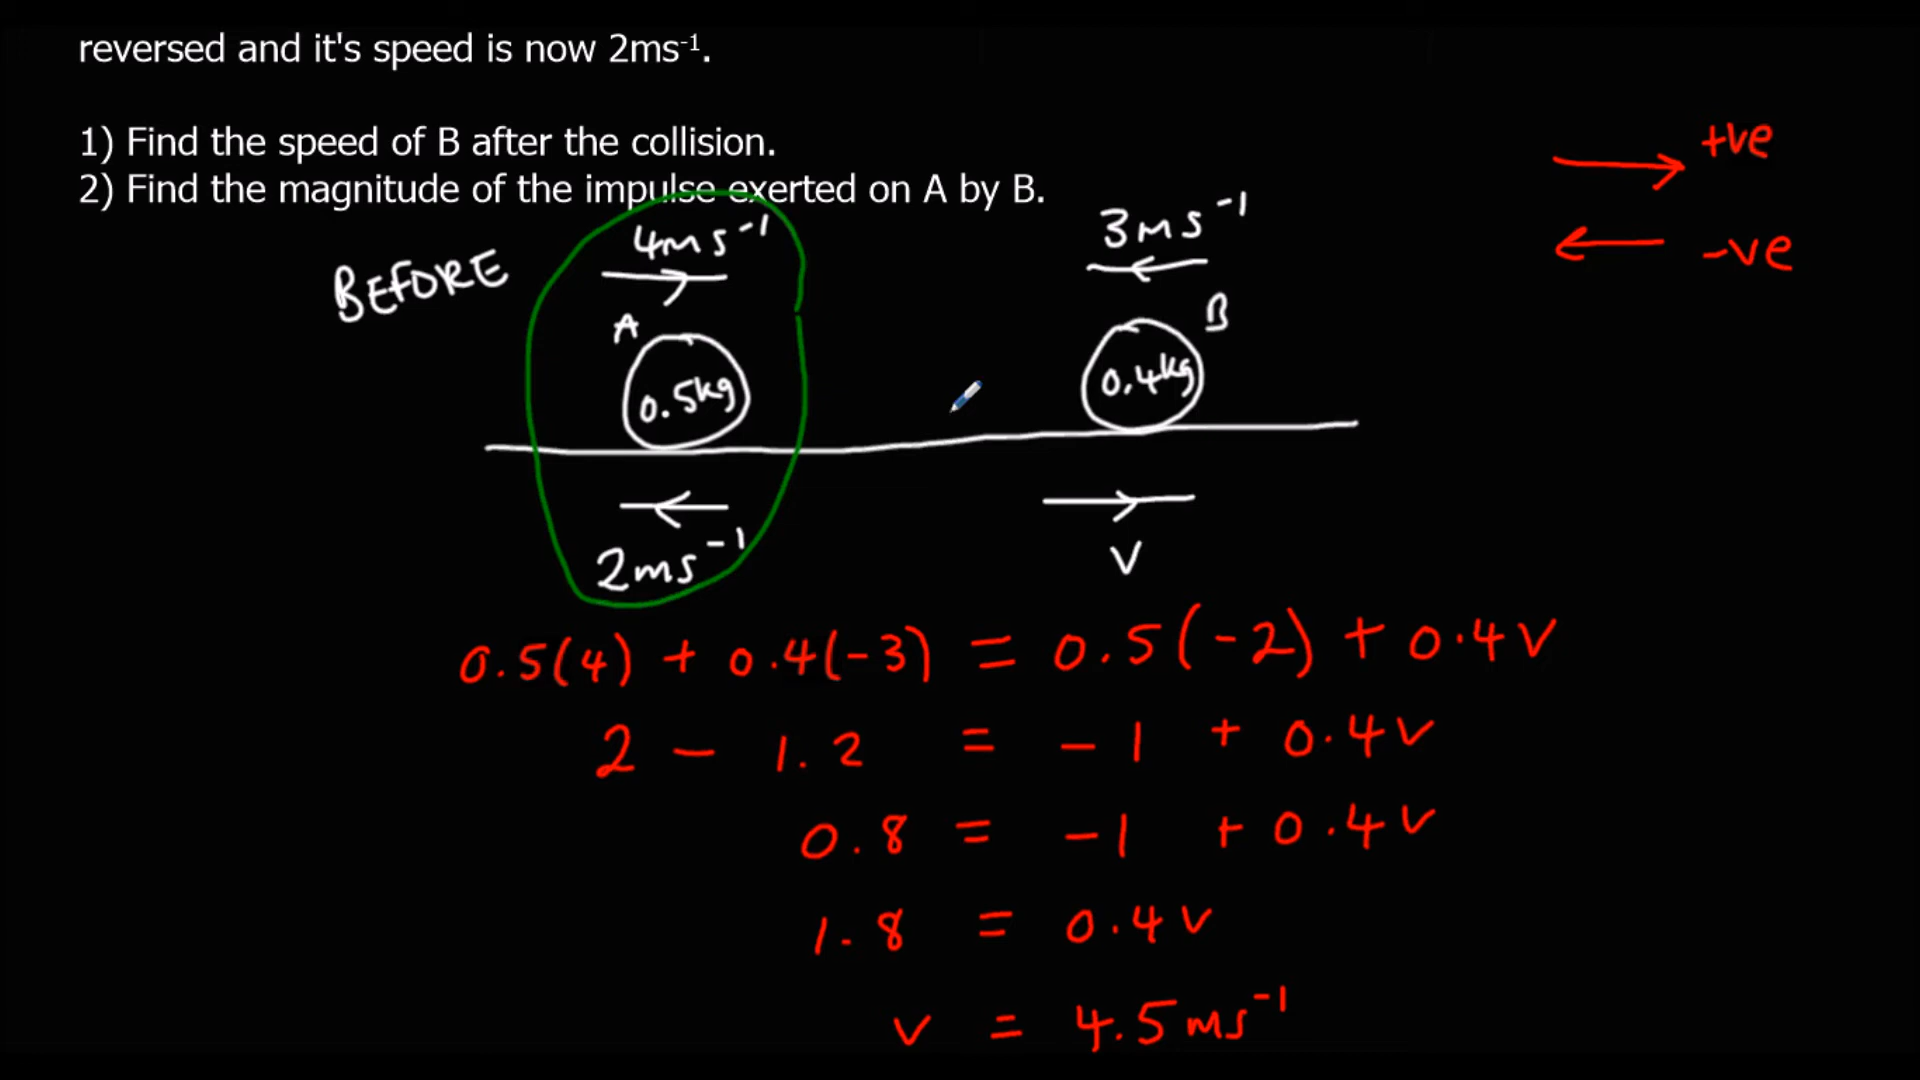 reversed and it's speed is now 2ms⁻¹.
1) Find the speed of B after the collision.
2) Find the magnitude of the impulse exerted on A by B.
+ve
-ve
BEFORE
4ms⁻¹
3ms⁻¹
A
B
0.5kg
0.4kg
2ms⁻¹
V
0.5(4) + 0.4(-3) = 0.5(-2) + 0.4V
2 - 1.2 = -1 + 0.4V
0.8 = -1 + 0.4V
1.8 = 0.4V
V = 4.5ms⁻¹